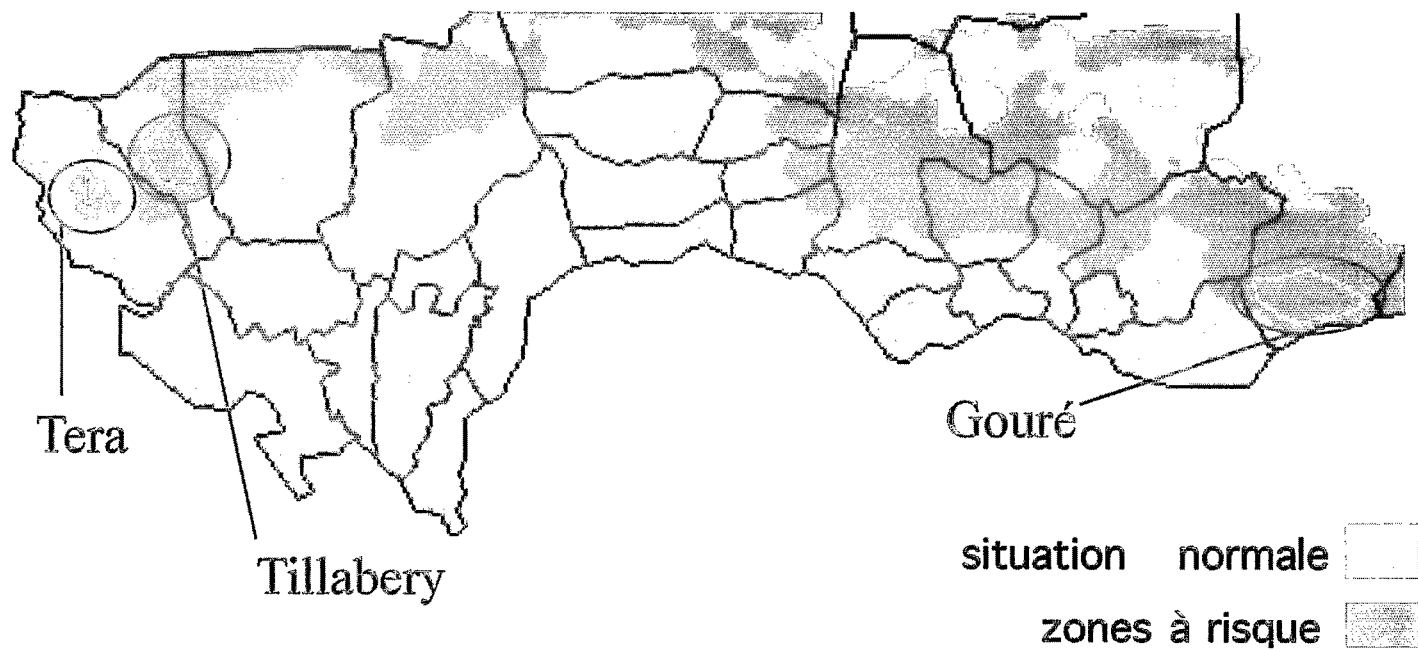 Tera
Gouré
Tillabery
situation normale
zones à risque